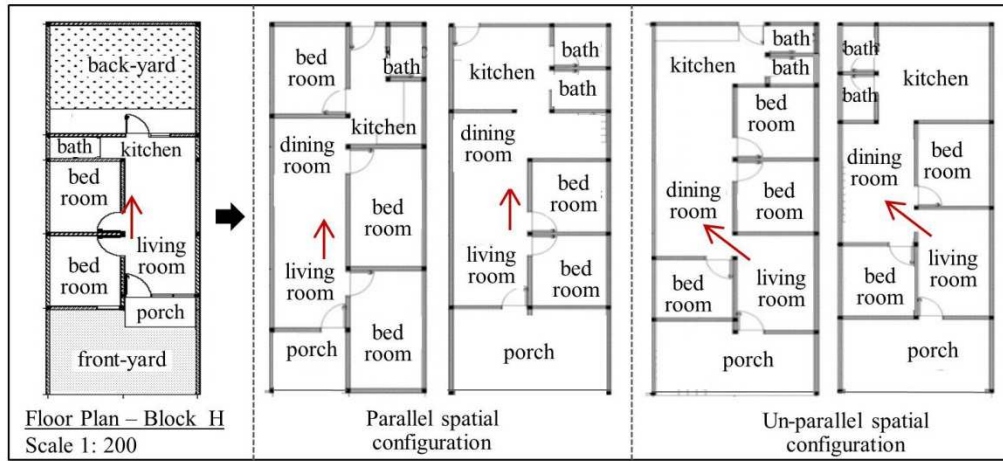 back-yard
bath
kitchen
bed
room
living
room
bed
room
porch
front-yard
Floor Plan – Block H
Scale 1: 200
bed
room
bath
kitchen
dining
room
bed
room
living
room
bed
room
porch
bath
kitchen
bath
dining
room
bed
room
living
room
bed
room
porch
Parallel spatial
configuration
bath
kitchen
bath
bed
room
dining
room
bed
room
bed
room
living
room
porch
bath
kitchen
bath
dining
room
bed
room
bed
room
living
room
porch
Un-parallel spatial
configuration